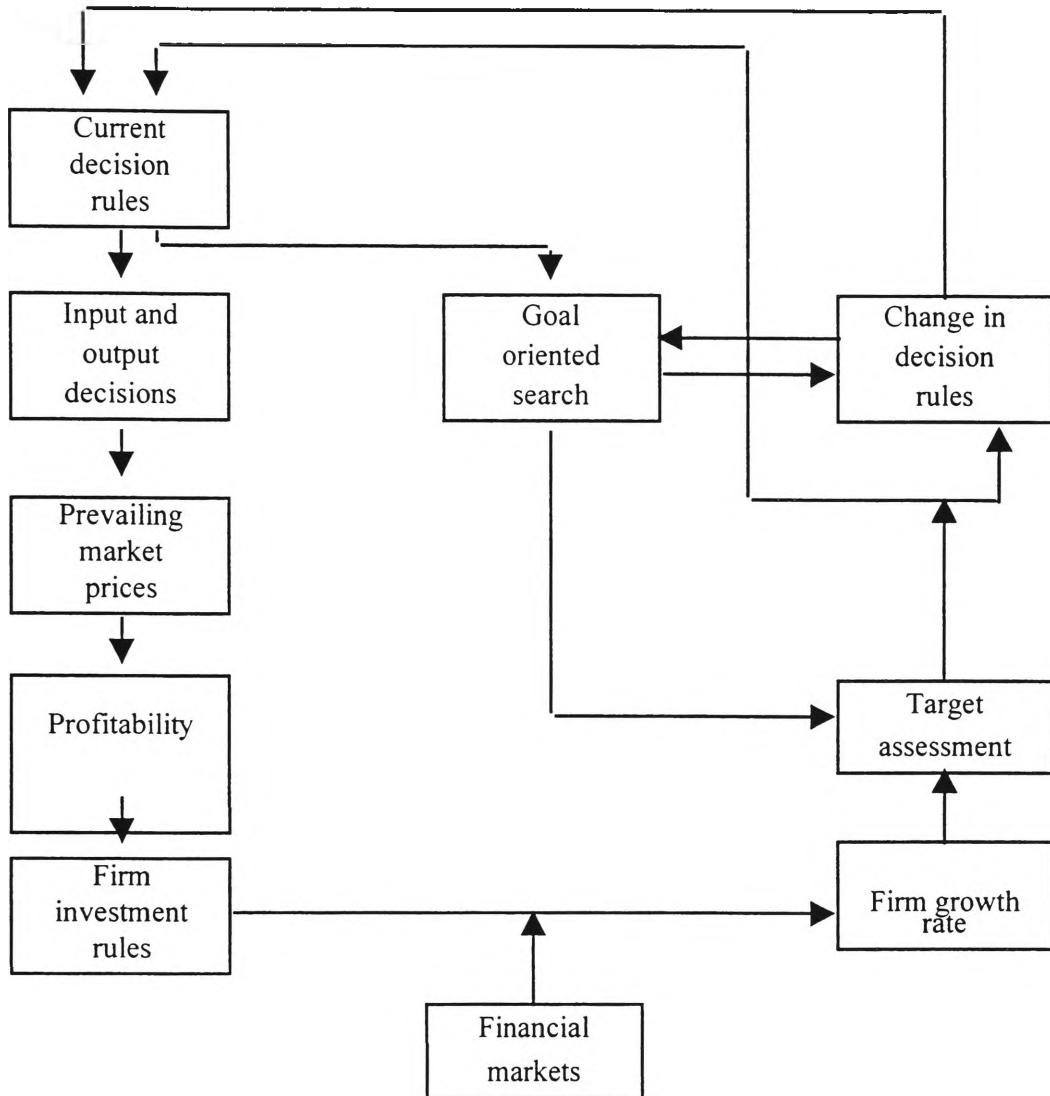 Current
decision
rules
Input and
output
decisions
Goal
oriented
search
Change in
decision
rules
Prevailing
market
prices
Profitability
Target
assessment
Firm
investment
rules
Firm growth
rate
Financial
markets